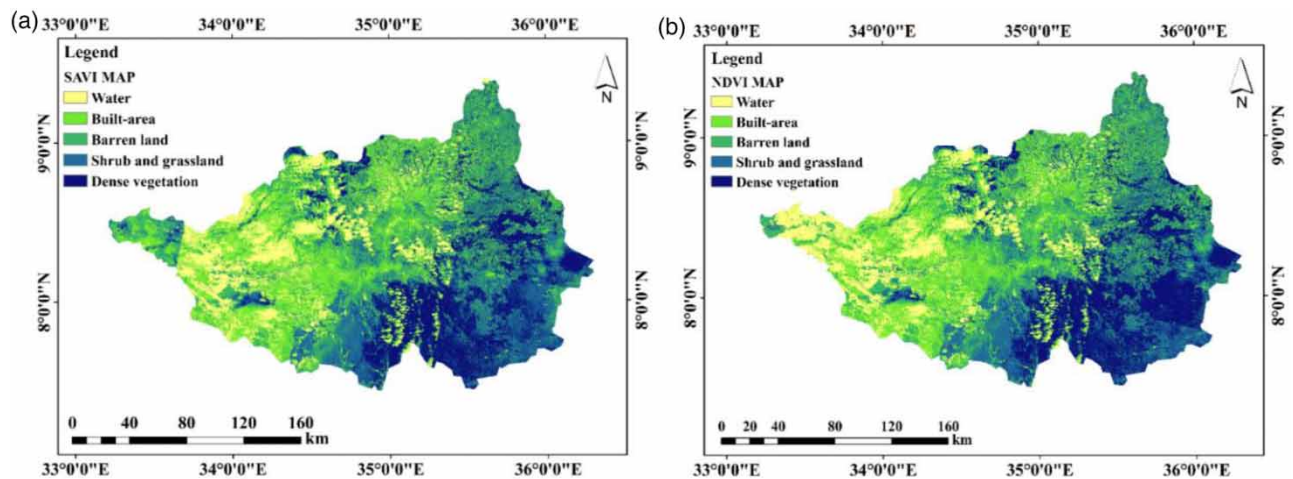 (a)
33°0'0"E 34°0'0"E 35°0'0"E 36°0'0"E
Legend
SAVI MAP
Water
Built-area
Barren land
Shrub and grassland
Dense vegetation
N
9°0'0"N
9°0'0"N
8°0'0"N
8°0'0"N
0 40 80 120 160
km
33°0'0"E 34°0'0"E 35°0'0"E 36°0'0"E
(b)
33°0'0"E 34°0'0"E 35°0'0"E 36°0'0"E
Legend
NDVI MAP
Water
Built-area
Barren land
Shrub and grassland
Dense vegetation
N
9°0'0"N
9°0'0"N
8°0'0"N
8°0'0"N
0 20 40 80 120 160
km
33°0'0"E 34°0'0"E 35°0'0"E 36°0'0"E